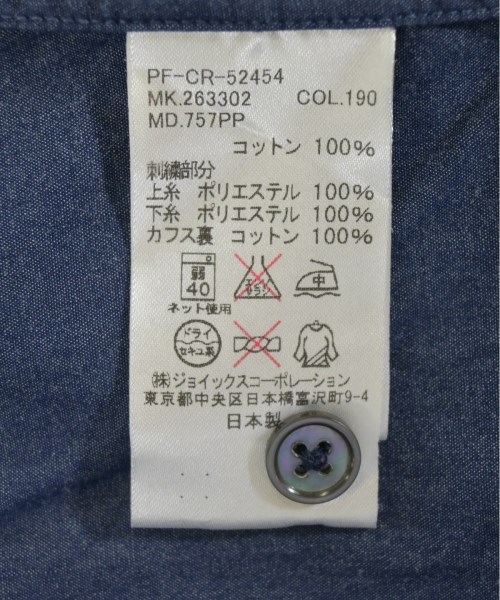 PF-CR-52454
MK.263302 COL.190
MD.757PP
コットン 100%
刺繍部分
上糸 ポリエステル 100%
下糸 ポリエステル 100%
カフス裏 コットン 100%
弱
40
エンソ
サラシ
中
ネット使用
ドライ
セキユ系
㈱ジョイックスコーポレーション
東京都中央区日本橋富沢町9-4
日本製